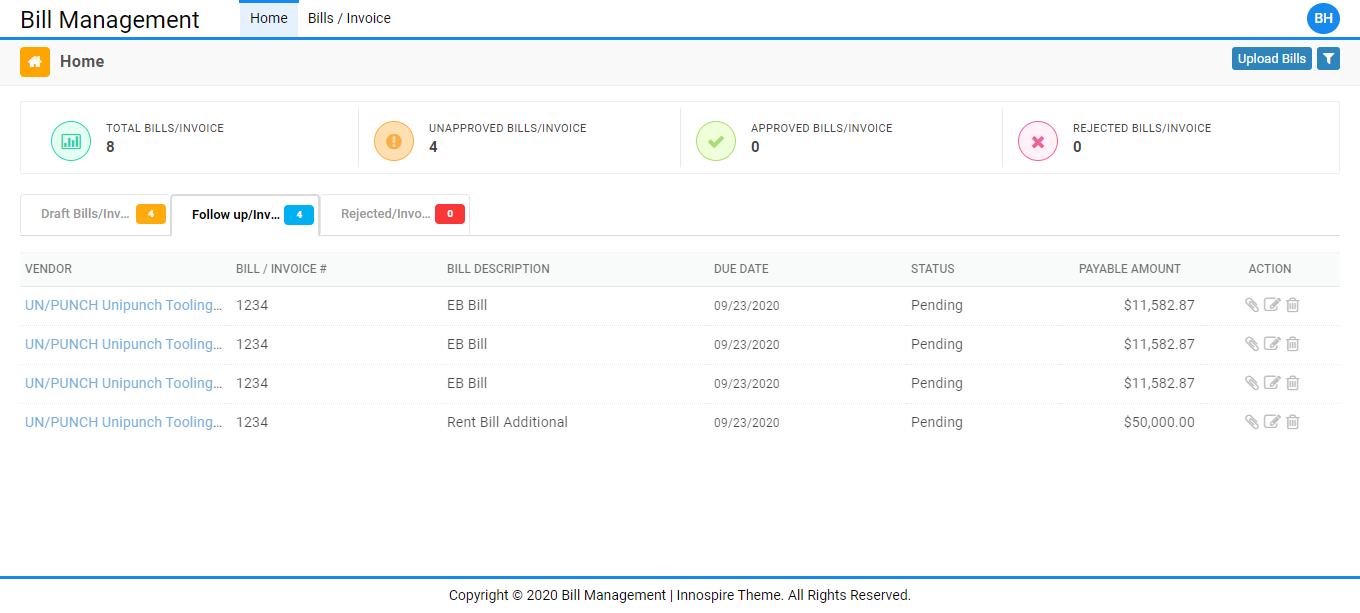 Bill Management Home Bills / Invoice BH
Home Upload Bills
TOTAL BILLS/INVOICE UNAPPROVED BILLS/INVOICE APPROVED BILLS/INVOICE REJECTED BILLS/INVOICE
8 4 0 0
Draft Bills/Inv... 4 Follow up/Inv... 4 Rejected/Invo... 0
VENDOR BILL / INVOICE # BILL DESCRIPTION DUE DATE STATUS PAYABLE AMOUNT ACTION
UN/PUNCH Unipunch Tooling... 1234 EB Bill 09/23/2020 Pending $11,582.87
UN/PUNCH Unipunch Tooling... 1234 EB Bill 09/23/2020 Pending $11,582.87
UN/PUNCH Unipunch Tooling... 1234 EB Bill 09/23/2020 Pending $11,582.87
UN/PUNCH Unipunch Tooling... 1234 Rent Bill Additional 09/23/2020 Pending $50,000.00
Copyright © 2020 Bill Management | Innospire Theme. All Rights Reserved.